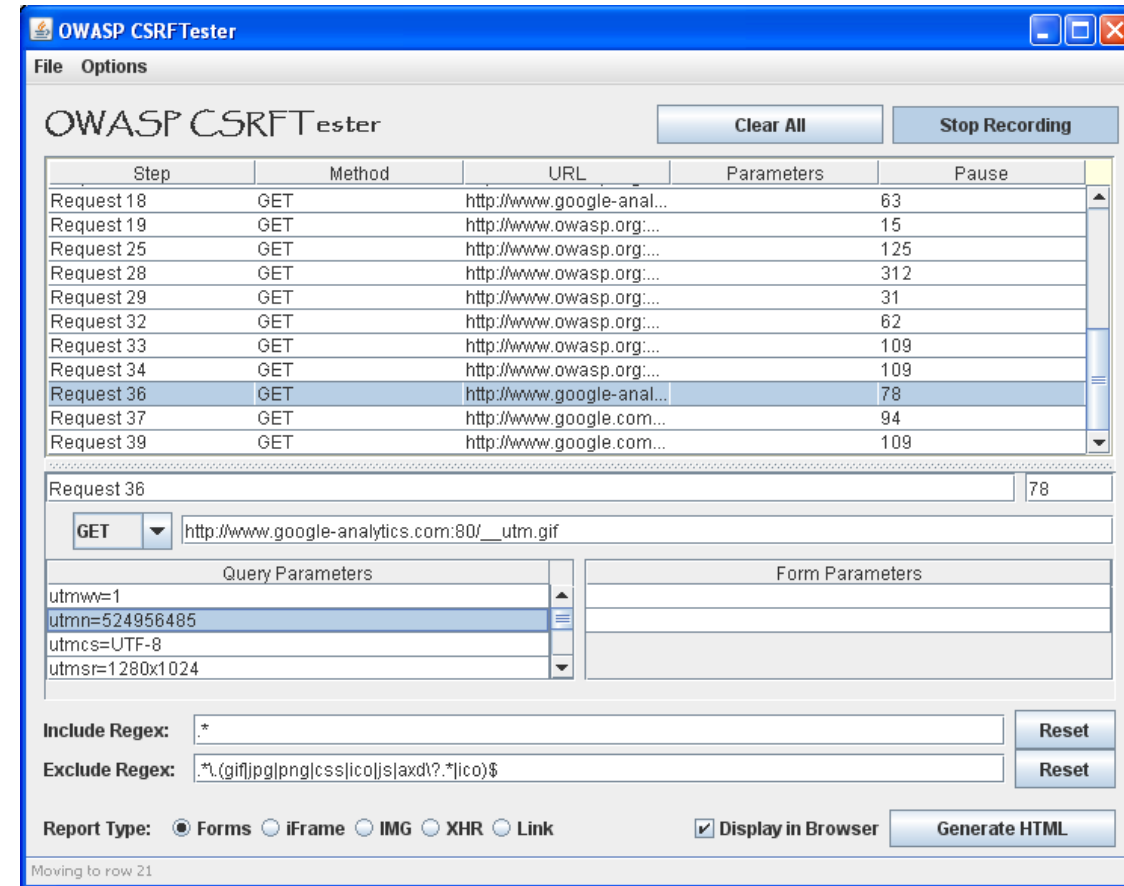 OWASP CSRFTester
File Options
OWASP CSRFTester Clear All Stop Recording
Step Method URL Parameters Pause
Request 18 GET http://www.google-anal... 63
Request 19 GET http://www.owasp.org:... 15
Request 25 GET http://www.owasp.org:... 125
Request 28 GET http://www.owasp.org:... 312
Request 29 GET http://www.owasp.org:... 31
Request 32 GET http://www.owasp.org:... 62
Request 33 GET http://www.owasp.org:... 109
Request 34 GET http://www.owasp.org:... 109
Request 36 GET http://www.google-anal... 78
Request 37 GET http://www.google.com... 94
Request 39 GET http://www.google.com... 109
Request 36 78
GET http://www.google-analytics.com:80/__utm.gif
Query Parameters Form Parameters
utmwv=1
utmn=524956485
utmcs=UTF-8
utmsr=1280x1024
Include Regex: .* Reset
Exclude Regex: .*\.(gif|jpg|png|css|ico|js|axd\?.*|ico)$ Reset
Report Type: Forms iFrame IMG XHR Link Display in Browser Generate HTML
Moving to row 21